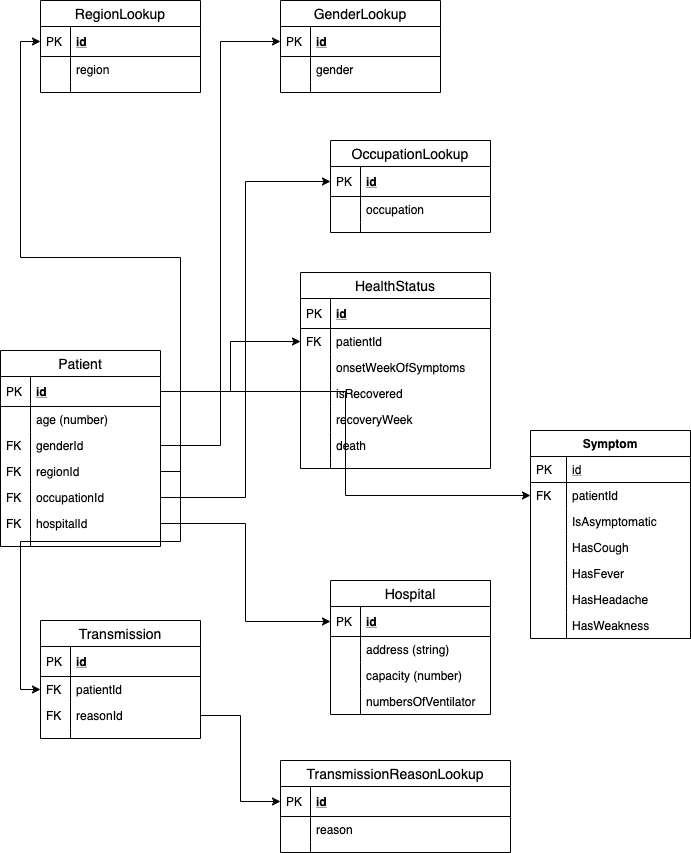 RegionLookup
PK id
region
GenderLookup
PK id
gender
OccupationLookup
PK id
occupation
HealthStatus
PK id
FK patientId
onsetWeekOfSymptoms
isRecovered
recoveryWeek
death
Patient
PK id
age (number)
FK genderId
FK regionId
FK occupationId
FK hospitalId
Symptom
PK id
FK patientId
IsAsymptomatic
HasCough
HasFever
HasHeadache
HasWeakness
Hospital
PK id
address (string)
capacity (number)
numbersOfVentilator
Transmission
PK id
FK patientId
FK reasonId
TransmissionReasonLookup
PK id
reason